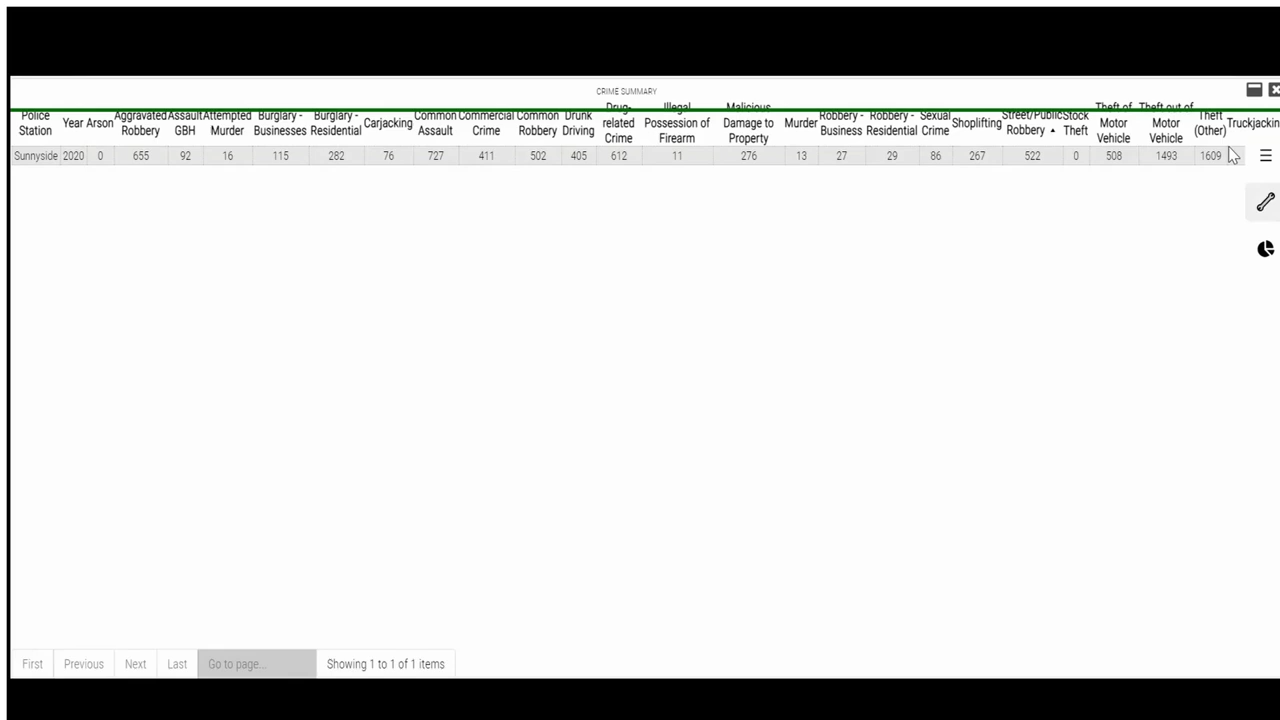 CRIME SUMMARY
Police Station Year Arson Aggravated Robbery Assault GBH Attempted Murder Burglary - Businesses Burglary - Residential Carjacking Common Assault Commercial Crime Common Robbery Drunk Driving Drug-related Crime Illegal Possession of Firearm Malicious Damage to Property Murder Robbery - Business Robbery - Residential Sexual Crime Shoplifting Street/Public Robbery Stock Theft Theft of Motor Vehicle Theft out of Motor Vehicle Theft (Other) Truckjackin
Sunnyside 2020 0 655 92 16 115 282 76 727 411 502 405 612 11 276 13 27 29 86 267 522 0 508 1493 1609
First Previous Next Last Go to page... Showing 1 to 1 of 1 items